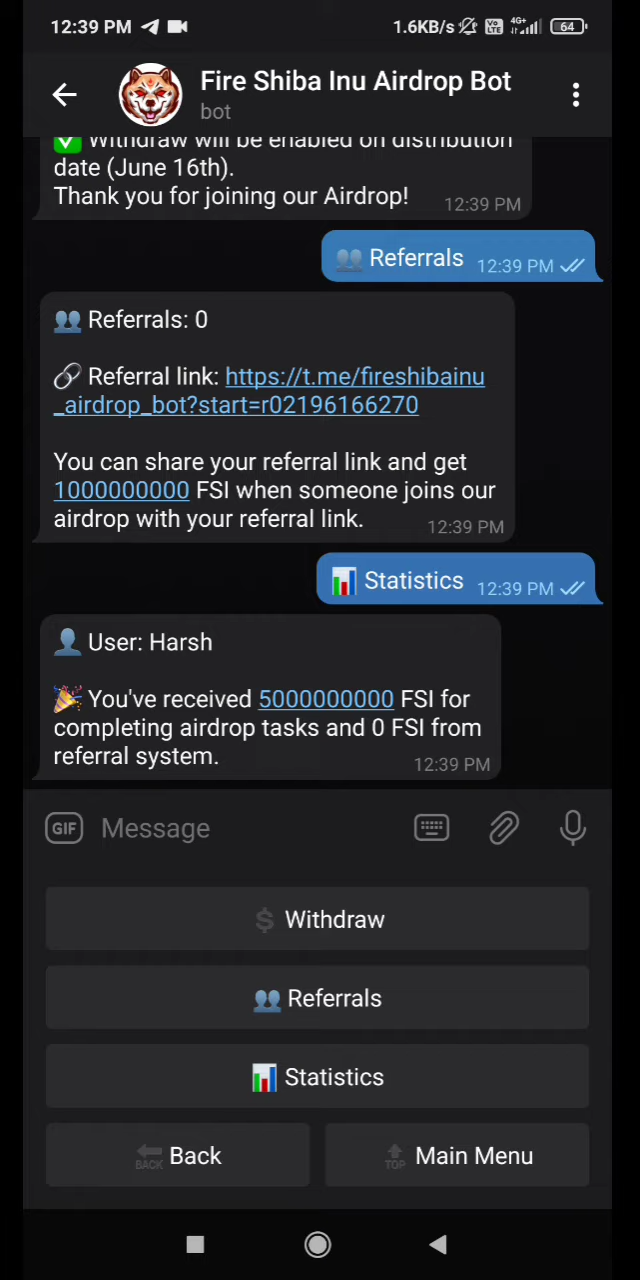 12:39 PM
1.6KB/s Vo LTE 4G+ 64
Fire Shiba Inu Airdrop Bot
bot
Withdraw will be enabled on distribution
date (June 16th).
Thank you for joining our Airdrop! 12:39 PM
Referrals 12:39 PM
Referrals: 0
Referral link: https://t.me/fireshibainu
_airdrop_bot?start=r02196166270
You can share your referral link and get
1000000000 FSI when someone joins our
airdrop with your referral link. 12:39 PM
Statistics 12:39 PM
User: Harsh
You've received 5000000000 FSI for
completing airdrop tasks and 0 FSI from
referral system. 12:39 PM
GIF Message
$ Withdraw
Referrals
Statistics
BACK Back
TOP Main Menu